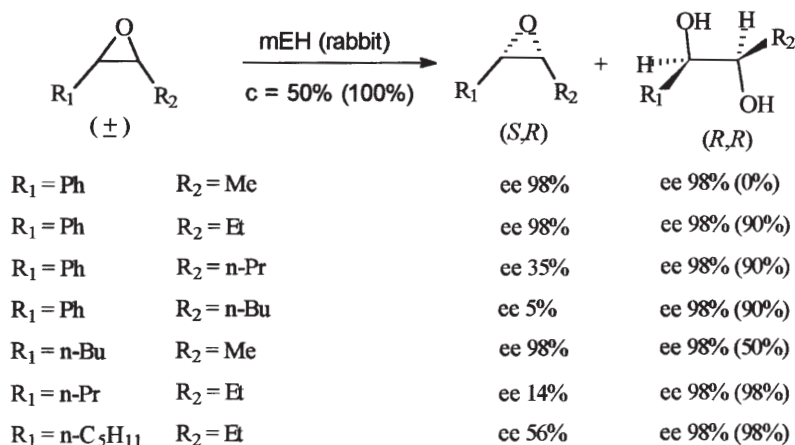 O mEH (rabbit) O OH H R2
R1 R2 c = 50% (100%) R1 R2 + H R1 OH
(±) (S,R) (R,R)
R1 = Ph R2 = Me ee 98% ee 98% (0%)
R1 = Ph R2 = Et ee 98% ee 98% (90%)
R1 = Ph R2 = n-Pr ee 35% ee 98% (90%)
R1 = Ph R2 = n-Bu ee 5% ee 98% (90%)
R1 = n-Bu R2 = Me ee 98% ee 98% (50%)
R1 = n-Pr R2 = Et ee 14% ee 98% (98%)
R1 = n-C5H11 R2 = Et ee 56% ee 98% (98%)